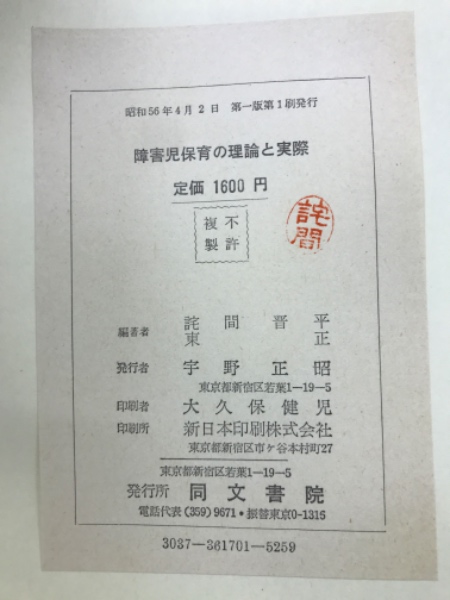 昭和56年4月2日 第一版第1刷発行
障害児保育の理論と実際
定価 1600 円
不許
複製
詫間
編著者
詫間晋平
東正
発行者 宇野正昭
東京都新宿区若葉1―19―5
印刷者 大久保健児
印刷所 新日本印刷株式会社
東京都新宿区市ケ谷本村町27
東京都新宿区若葉1―19―5
発行所 同文書院
電話代表(359)9671・振替東京0-1316
3037―361701―5259